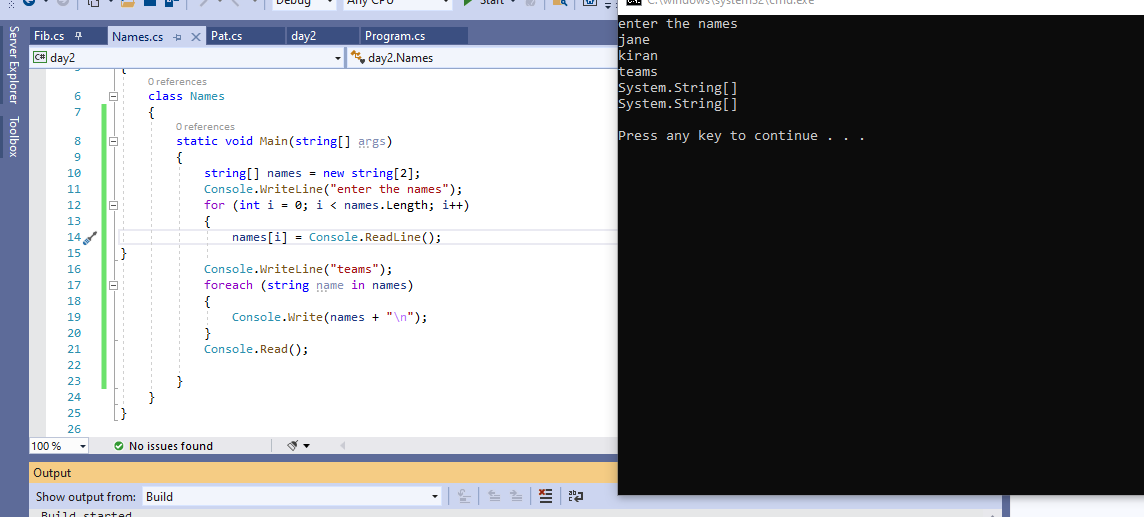 Debug Any CPU Start
C:\windows\system32\cmd.exe
Server Explorer
Toolbox
Fib.cs Names.cs Pat.cs day2 Program.cs
C# day2 day2.Names
0 references
6 class Names
7 {
0 references
8 static void Main(string[] args)
9 {
10 string[] names = new string[2];
11 Console.WriteLine("enter the names");
12 for (int i = 0; i < names.Length; i++)
13 {
14 names[i] = Console.ReadLine();
15 }
16 Console.WriteLine("teams");
17 foreach (string name in names)
18 {
19 Console.Write(names + "\n");
20 }
21 Console.Read();
22
23 }
24 }
25 }
26
100 % No issues found
Output
Show output from: Build
Build started
enter the names
jane
kiran
teams
System.String[]
System.String[]
Press any key to continue . . .